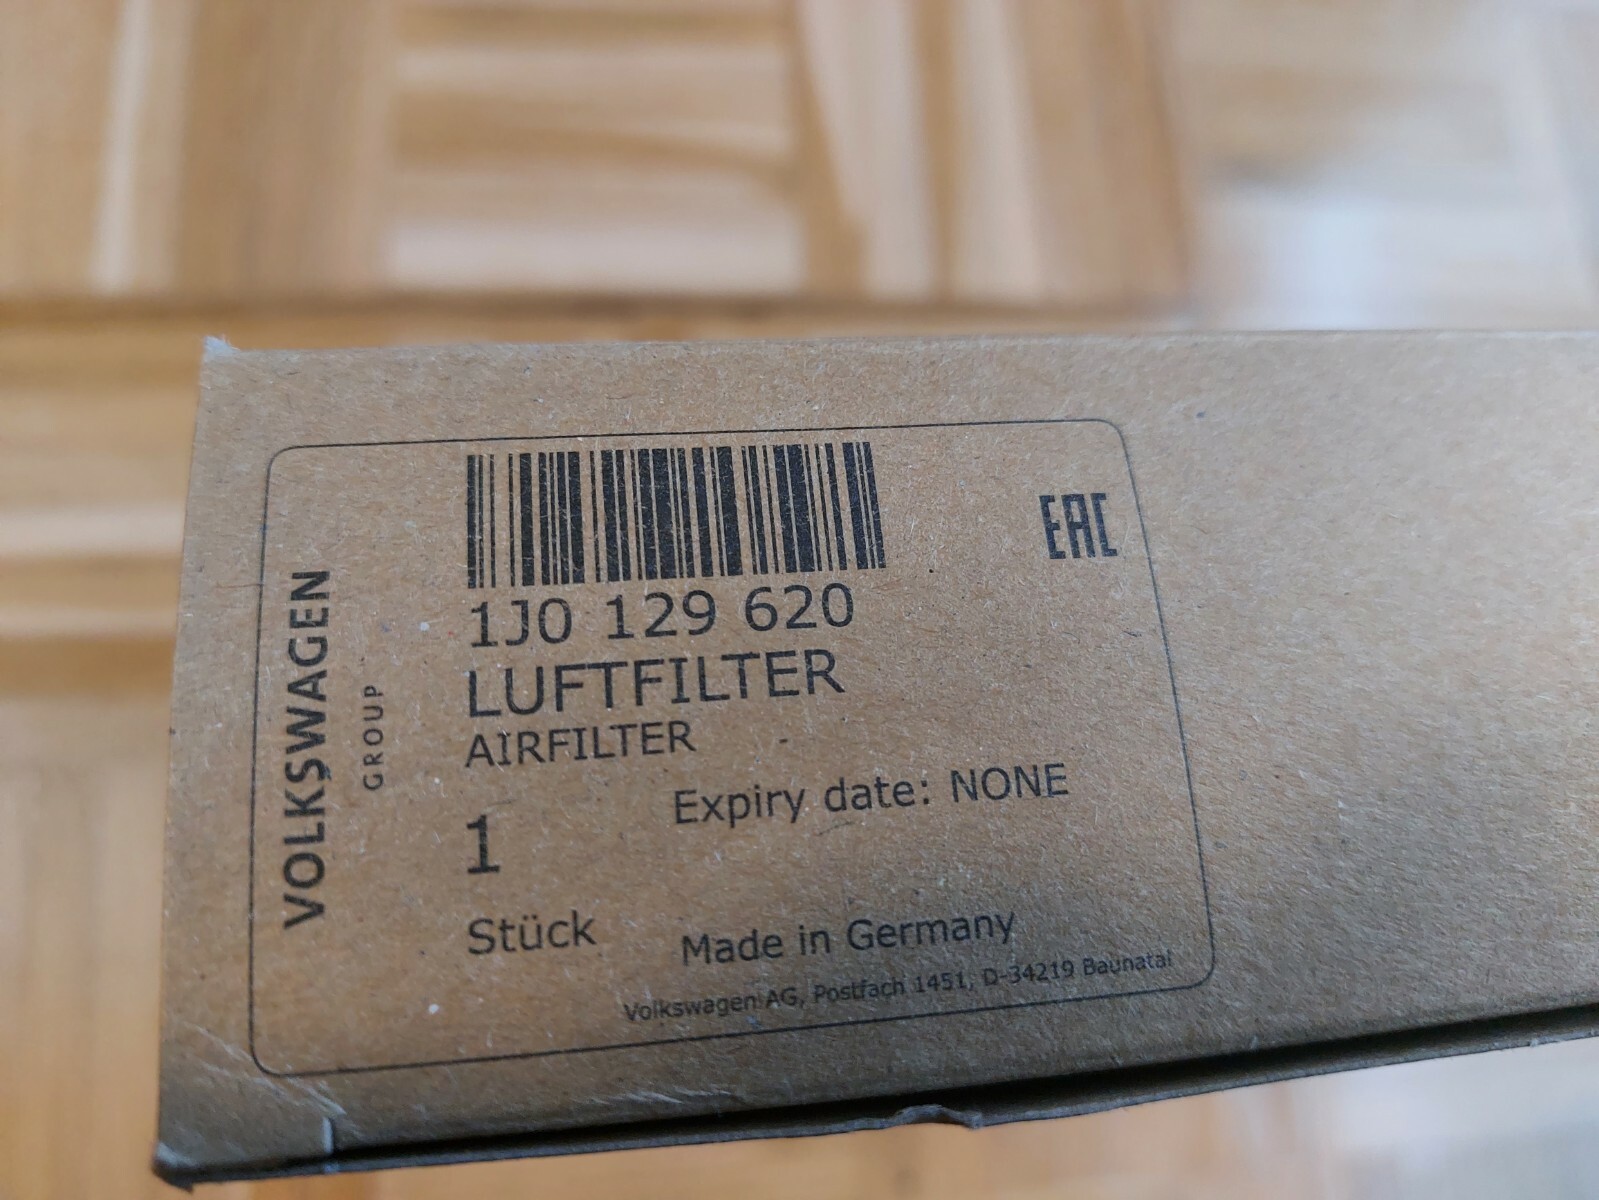 VOLKSWAGEN
GROUP
EAC
1J0 129 620
LUFTFILTER
AIRFILTER
Expiry date: NONE
1
Stück
Made in Germany
Volkswagen AG, Postfach 1451, D-34219 Baunatal